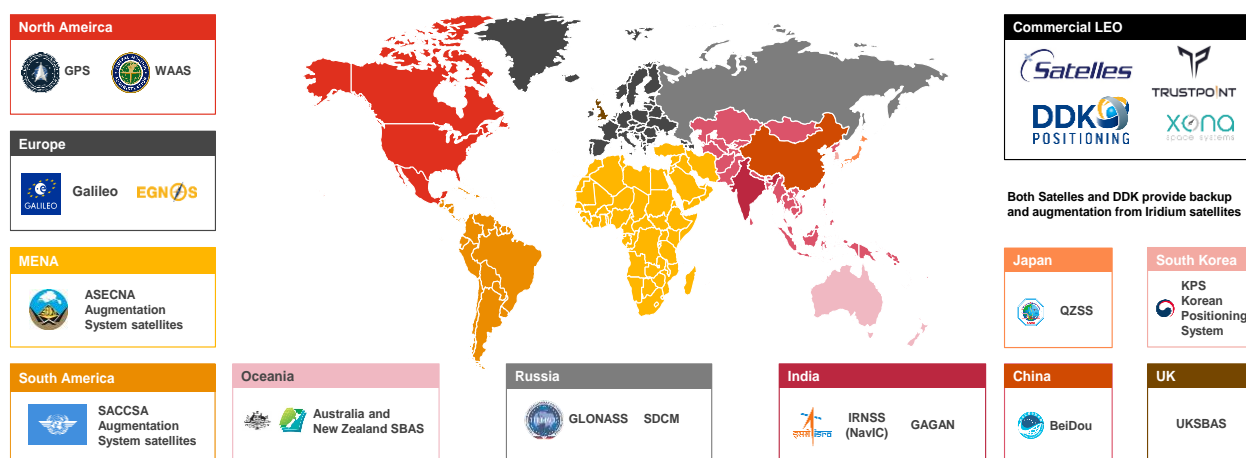 North Ameirca
GPS
WAAS
Europe
GALILEO
Galileo
EGNOS
MENA
ASECNA
Augmentation
System satellites
South America
SACCSA
Augmentation
System satellites
Oceania
Australia and
New Zealand SBAS
Russia
GLONASS
SDCM
India
इसरो isro
IRNSS
(NavIC)
GAGAN
Commercial LEO
Satelles
TRUSTPOINT
DDK
POSITIONING
xona
space systems
Both Satelles and DDK provide backup
and augmentation from Iridium satellites
Japan
QZSS
South Korea
KPS
Korean
Positioning
System
China
BeiDou
UK
UKSBAS